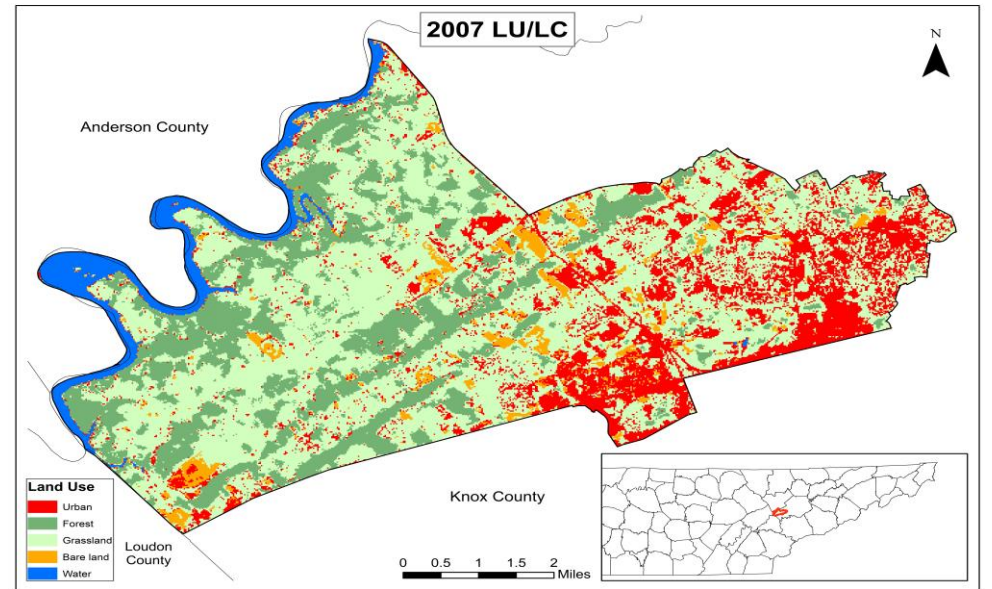 2007 LU/LC
N
Anderson County
Knox County
Loudon
County
Land Use
Urban
Forest
Grassland
Bare land
Water
0 0.5 1 1.5 2
Miles